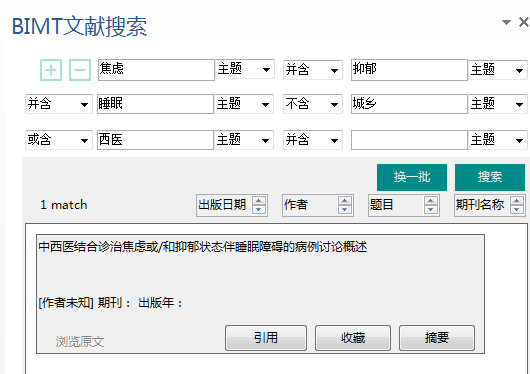 BIMT文献搜索
焦虑 主题 并含 抑郁 主题
并含 睡眠 主题 不含 城乡 主题
或含 西医 主题 并含 主题
换一批 搜索
1 match 出版日期 作者 题目 期刊名称
中西医结合诊治焦虑或/和抑郁状态伴睡眠障碍的病例讨论概述
[作者未知] 期刊： 出版年：
浏览原文 引用 收藏 摘要